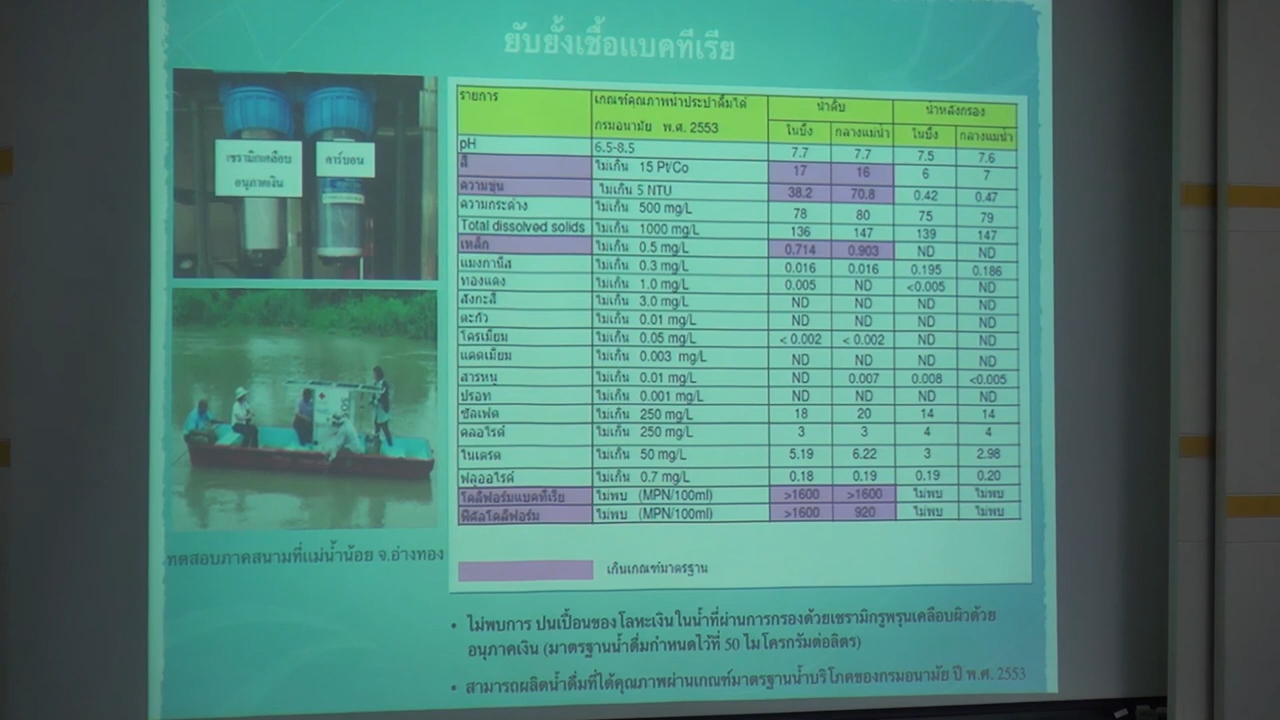 ยับยั้งเชื้อแบคทีเรีย
เซรามิกเคลือบ
อนุภาคเงิน
คาร์บอน
ทดสอบภาคสนามที่แม่น้ำน้อย จ.อ่างทอง
รายการ เกณฑ์คุณภาพน้ำประปาดื่มได้ น้ำดิบ น้ำหลังกรอง
กรมอนามัย พ.ศ. 2553 ในบึง กลางแม่น้ำ ในบึง กลางแม่น้ำ
pH 6.5-8.5 7.7 7.7 7.5 7.6
สี ไม่เกิน 15 Pt/Co 17 16 6 7
ความขุ่น ไม่เกิน 5 NTU 38.2 70.8 0.42 0.47
ความกระด่าง ไม่เกิน 500 mg/L 78 80 75 79
Total dissolved solids ไม่เกิน 1000 mg/L 136 147 139 147
เหล็ก ไม่เกิน 0.5 mg/L 0.714 0.903 ND ND
แมงกานีส ไม่เกิน 0.3 mg/L 0.016 0.016 0.195 0.186
ทองแดง ไม่เกิน 1.0 mg/L 0.005 ND <0.005 ND
สังกะสี ไม่เกิน 3.0 mg/L ND ND ND ND
ตะกั่ว ไม่เกิน 0.01 mg/L ND ND ND ND
โครเมียม ไม่เกิน 0.05 mg/L < 0.002 < 0.002 ND ND
แคดเมียม ไม่เกิน 0.003 mg/L ND ND ND ND
สารหนู ไม่เกิน 0.01 mg/L ND 0.007 0.008 <0.005
ปรอท ไม่เกิน 0.001 mg/L ND ND ND ND
ซัลเฟต ไม่เกิน 250 mg/L 18 20 14 14
คลอไรด์ ไม่เกิน 250 mg/L 3 3 4 4
ไนเตรต ไม่เกิน 50 mg/L 5.19 6.22 3 2.98
ฟลูออไรด์ ไม่เกิน 0.7 mg/L 0.18 0.19 0.19 0.20
โคลิฟอร์มแบคทีเรีย ไม่พบ (MPN/100ml) >1600 >1600 ไม่พบ ไม่พบ
ฟีคัลโคลิฟอร์ม ไม่พบ (MPN/100ml) >1600 920 ไม่พบ ไม่พบ
เกินเกณฑ์มาตรฐาน
• ไม่พบการ ปนเปื้อนของโลหะเงินในน้ำที่ผ่านการกรองด้วยเซรามิกรูพรุนเคลือบผิวด้วย
อนุภาคเงิน (มาตรฐานน้ำดื่มกำหนดไว้ที่ 50 ไมโครกรัมต่อลิตร)
• สามารถผลิตน้ำดื่มที่ได้คุณภาพผ่านเกณฑ์มาตรฐานน้ำบริโภคของกรมอนามัย ปี พ.ศ. 2553